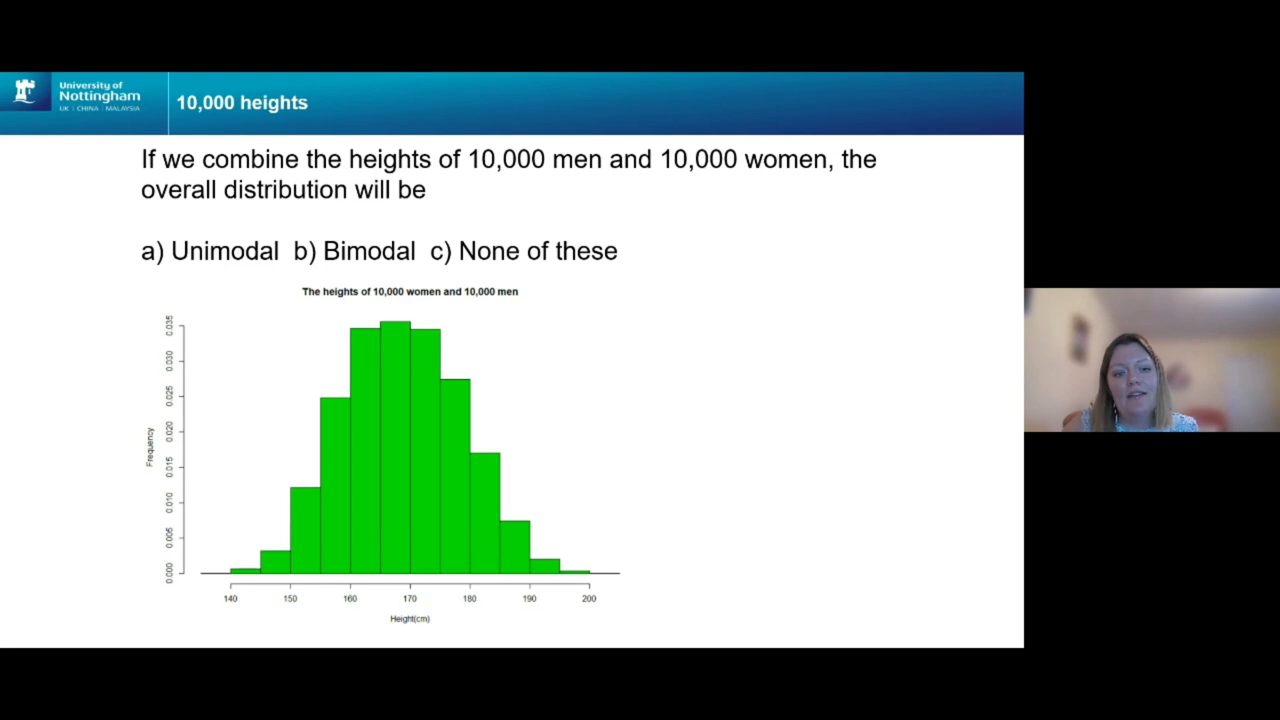 University of
Nottingham
UK | CHINA | MALAYSIA
10,000 heights
If we combine the heights of 10,000 men and 10,000 women, the
overall distribution will be
a) Unimodal b) Bimodal c) None of these
The heights of 10,000 women and 10,000 men
0.035
0.030
0.025
0.020
0.015
0.010
0.005
0.000
Frequency
140 150 160 170 180 190 200
Height(cm)